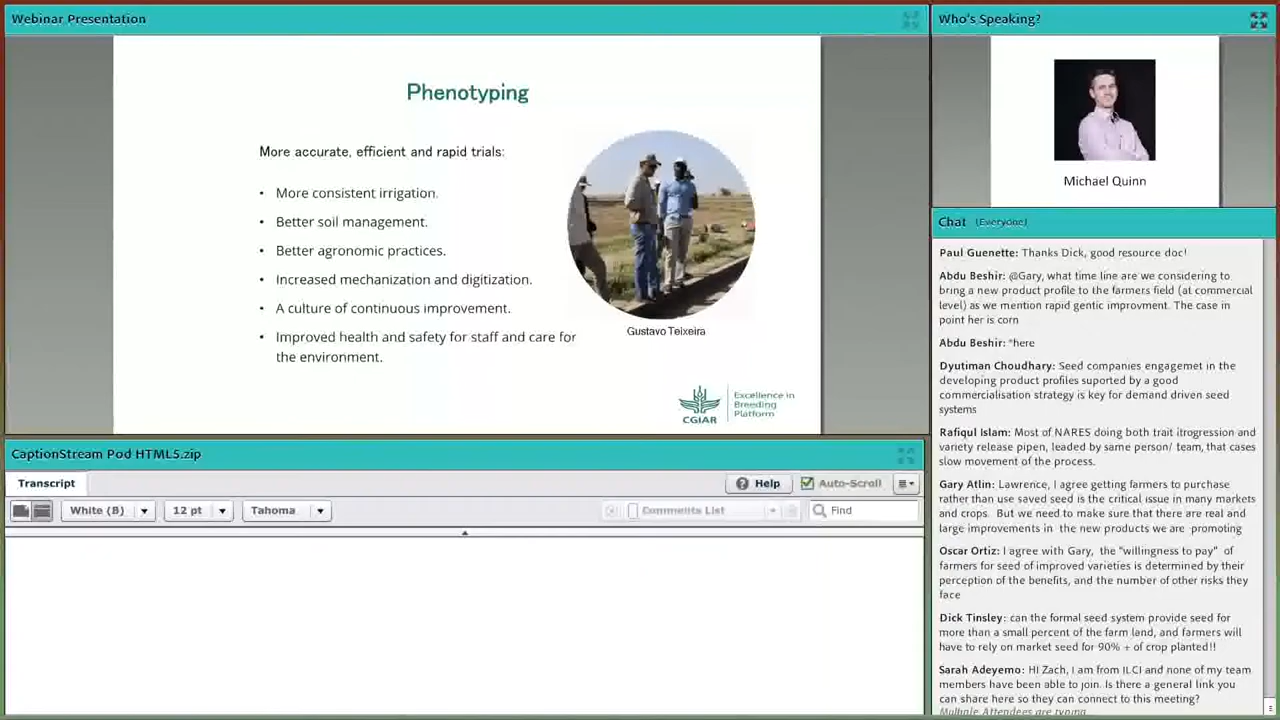 Webinar Presentation
Phenotyping
More accurate, efficient and rapid trials:
• More consistent irrigation.
• Better soil management.
• Better agronomic practices.
• Increased mechanization and digitization.
• A culture of continuous improvement.
• Improved health and safety for staff and care for
the environment.
Gustavo Teixeira
CGIAR
Excellence in
Breeding
Platform
CaptionStream Pod HTML5.zip
Transcript
Help
Auto-Scroll
White (B)
12 pt
Tahoma
Comments List
Find
Who's Speaking?
Michael Quinn
Chat (Everyone)
Paul Guenette: Thanks Dick, good resource doc!
Abdu Beshir: @Gary, what time line are we considering to
bring a new product profile to the farmers field (at commercial
level) as we mention rapid gentic improvment. The case in
point her is corn
Abdu Beshir: *here
Dyutiman Choudhary: Seed companies engagemet in the
developing product profiles suported by a good
commercialisation strategy is key for demand driven seed
systems
Rafiqul Islam: Most of NARES doing both trait itrogression and
variety release pipen, leaded by same person/ team, that cases
slow movement of the process.
Gary Atlin: Lawrence, I agree getting farmers to purchase
rather than use saved seed is the critical issue in many markets
and crops. But we need to make sure that there are real and
large improvements in the new products we are promoting
Oscar Ortiz: I agree with Gary, the "willingness to pay" of
farmers for seed of improved varieties is determined by their
perception of the benefits, and the number of other risks they
face
Dick Tinsley: can the formal seed system provide seed for
more than a small percent of the farm land, and farmers will
have to rely on market seed for 90% + of crop planted!!
Sarah Adeyemo: HI Zach, I am from ILCI and none of my team
members have been able to join. Is there a general link you
can share here so they can connect to this meeting?
Multiple Attendees are typing